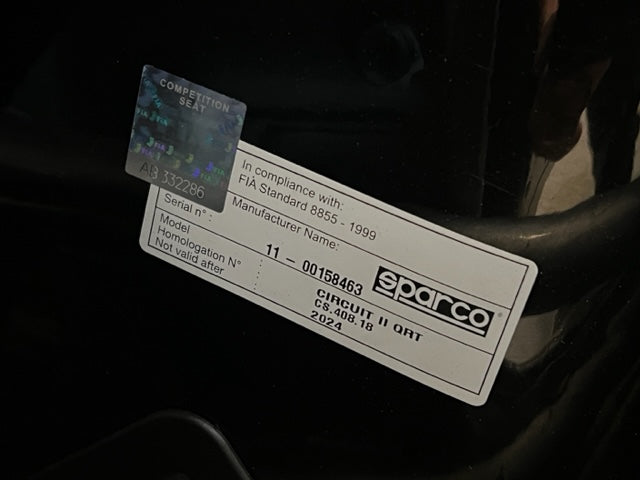 COMPETITION
SEAT
AB 332286
In compliance with:
FIA Standard 8855 - 1999
Manufacturer Name:
sparco
Serial n° : 11 - 00158463
Model : CIRCUIT II QRT
Homologation N° : CS.408.18
Not valid after : 2024